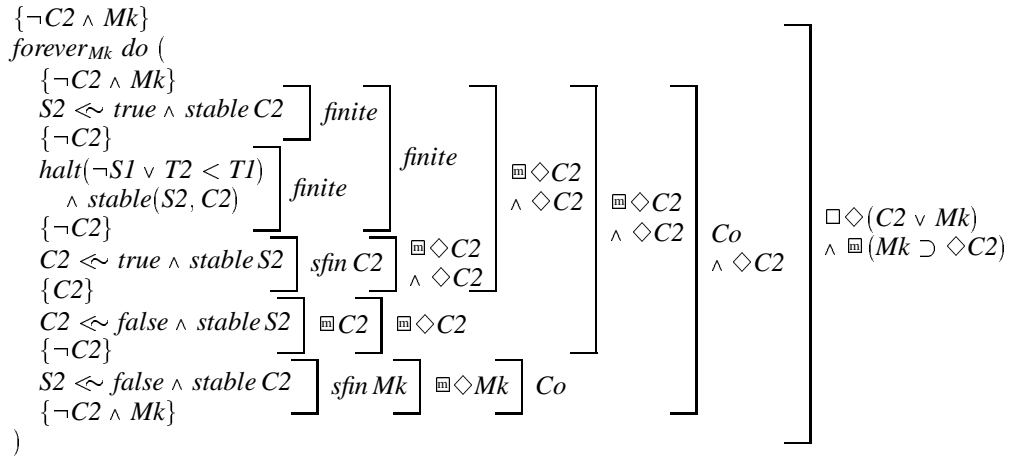 {¬C2 ∧ Mk}
forever_Mk do (
{¬C2 ∧ Mk}
S2 <~ true ∧ stable C2 ] finite
{¬C2}
halt(¬S1 ∨ T2 < T1)
∧ stable(S2, C2) ] finite ] finite
{¬C2}
C2 <~ true ∧ stable S2 ] sfin C2 ] ⓜ◇C2 ∧ ◇C2 ] ⓜ◇C2 ∧ ◇C2
{C2}
C2 <~ false ∧ stable S2 ] ⓜC2 ] ⓜ◇C2 ] ⓜ◇C2 ∧ ◇C2
{¬C2}
S2 <~ false ∧ stable C2 ] sfin Mk ] ⓜ◇Mk ] Co ] Co ∧ ◇C2
{¬C2 ∧ Mk}
) ] □◇(C2 ∨ Mk) ∧ ⓜ(Mk ⊃ ◇C2)